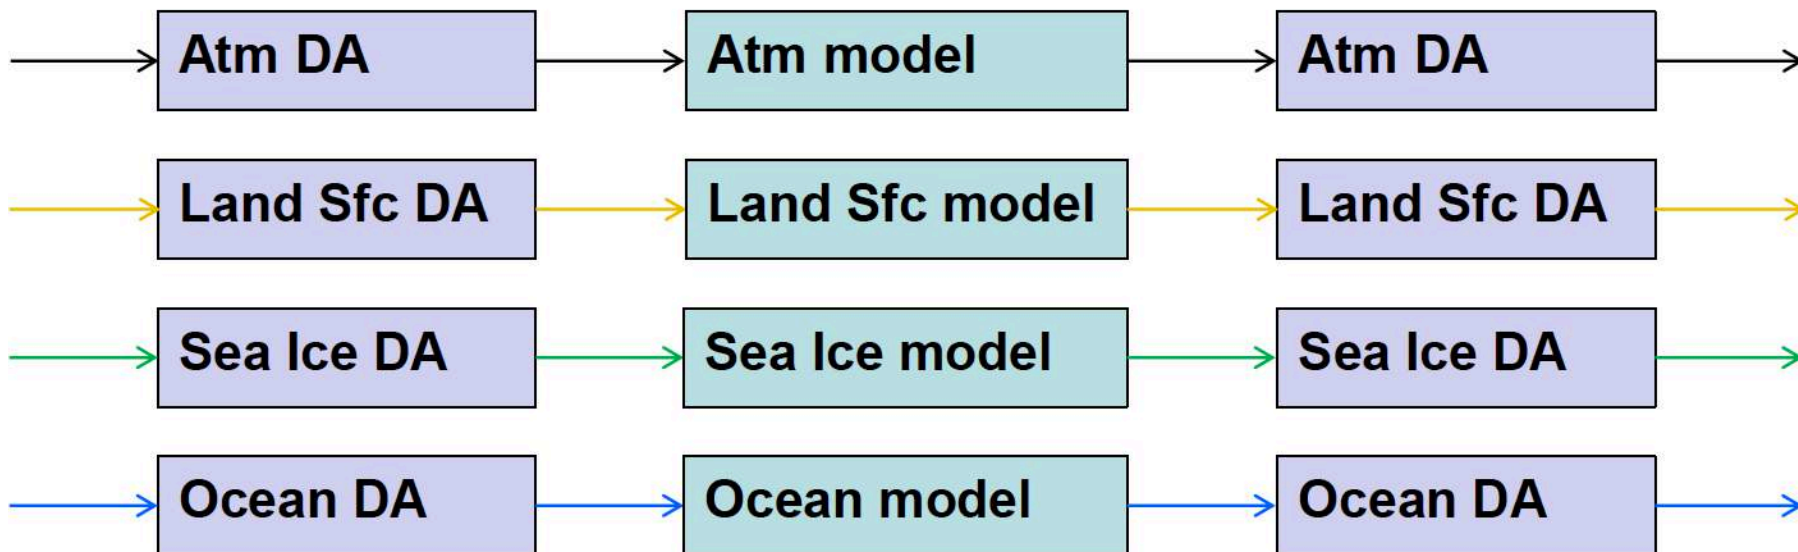 Atm DA
Atm model
Atm DA
Land Sfc DA
Land Sfc model
Land Sfc DA
Sea Ice DA
Sea Ice model
Sea Ice DA
Ocean DA
Ocean model
Ocean DA